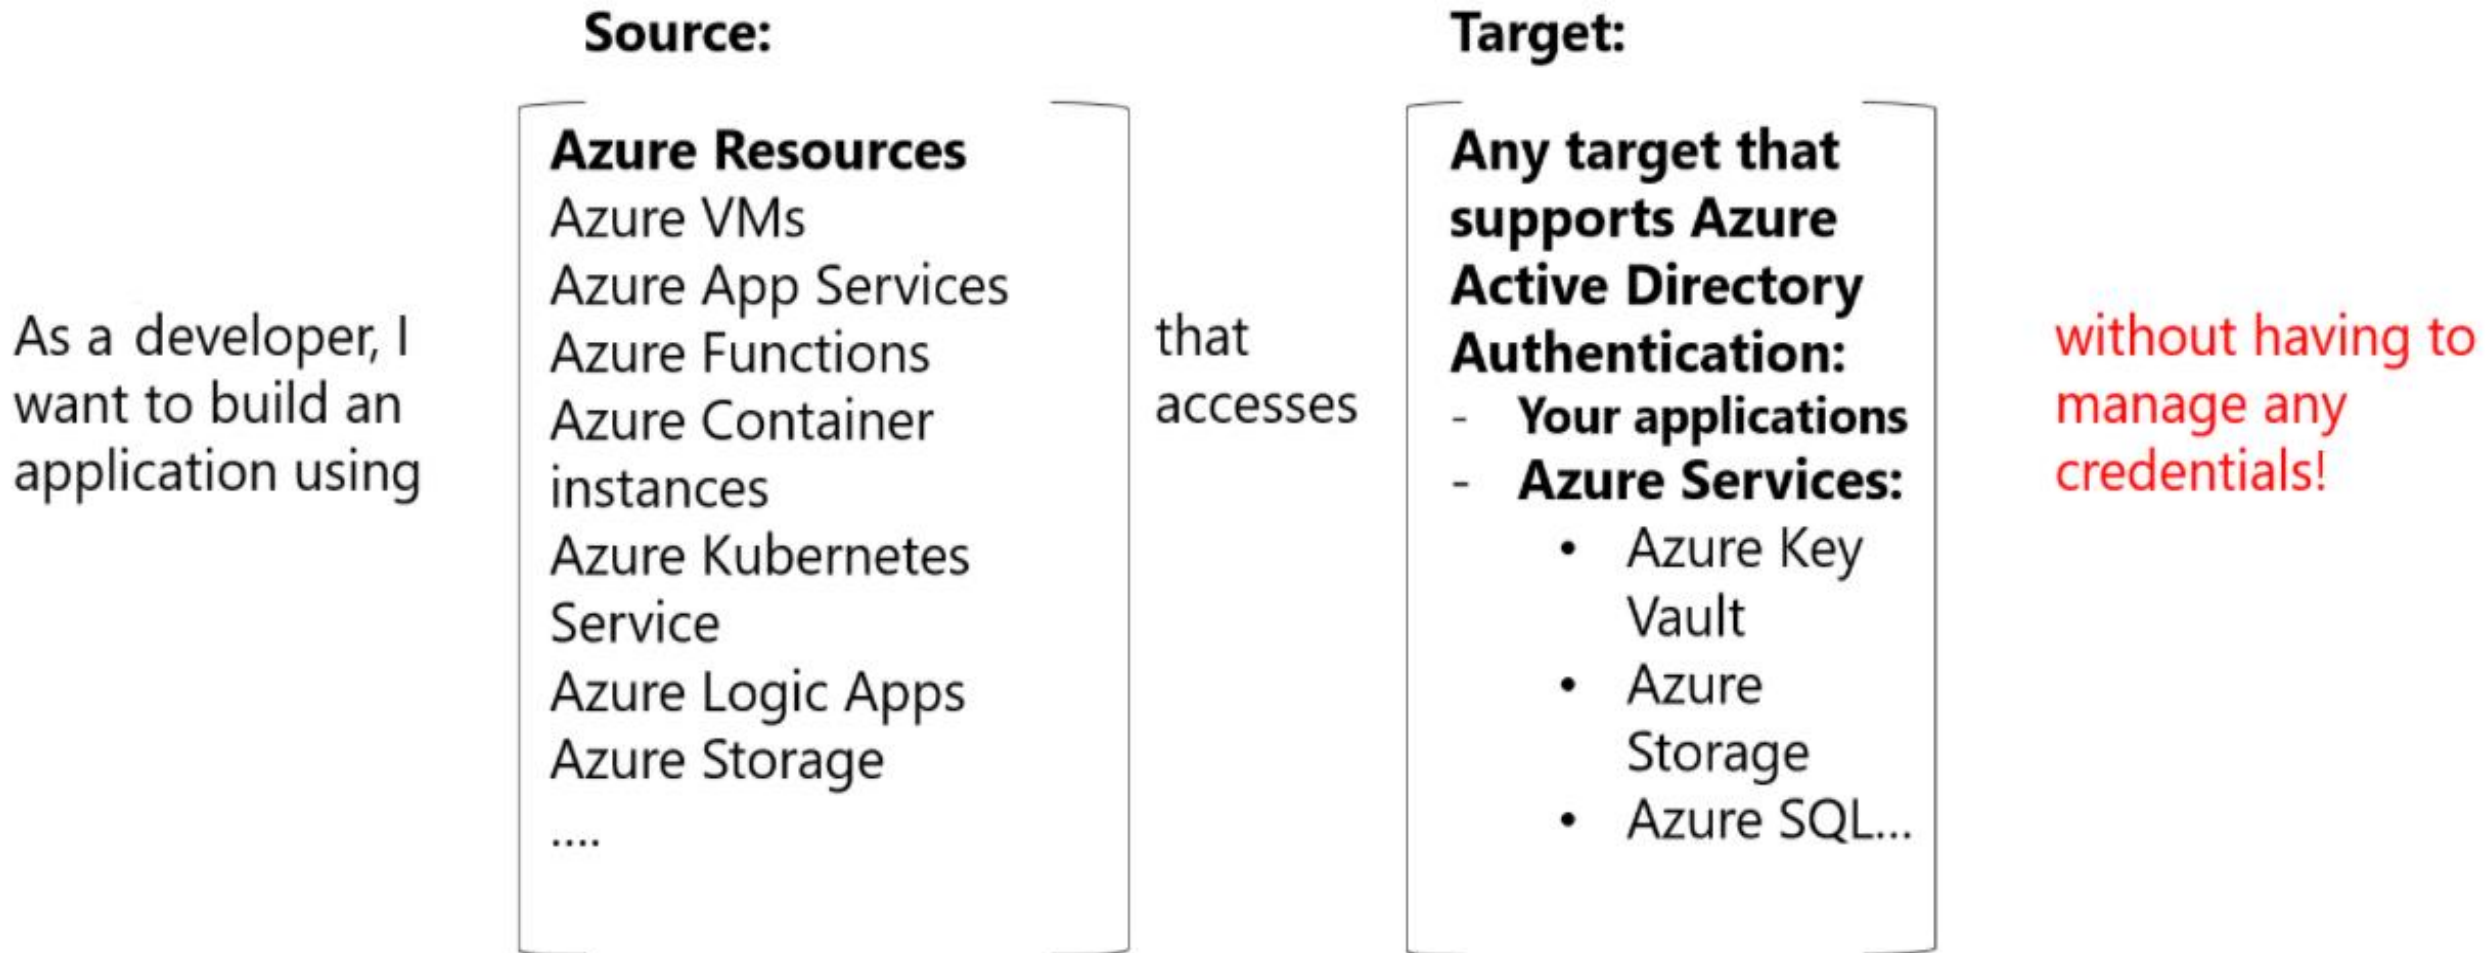 Source:
Target:
As a developer, I
want to build an
application using
Azure Resources
Azure VMs
Azure App Services
Azure Functions
Azure Container
instances
Azure Kubernetes
Service
Azure Logic Apps
Azure Storage
....
that
accesses
Any target that
supports Azure
Active Directory
Authentication:
- Your applications
- Azure Services:
• Azure Key
Vault
• Azure
Storage
• Azure SQL...
without having to
manage any
credentials!